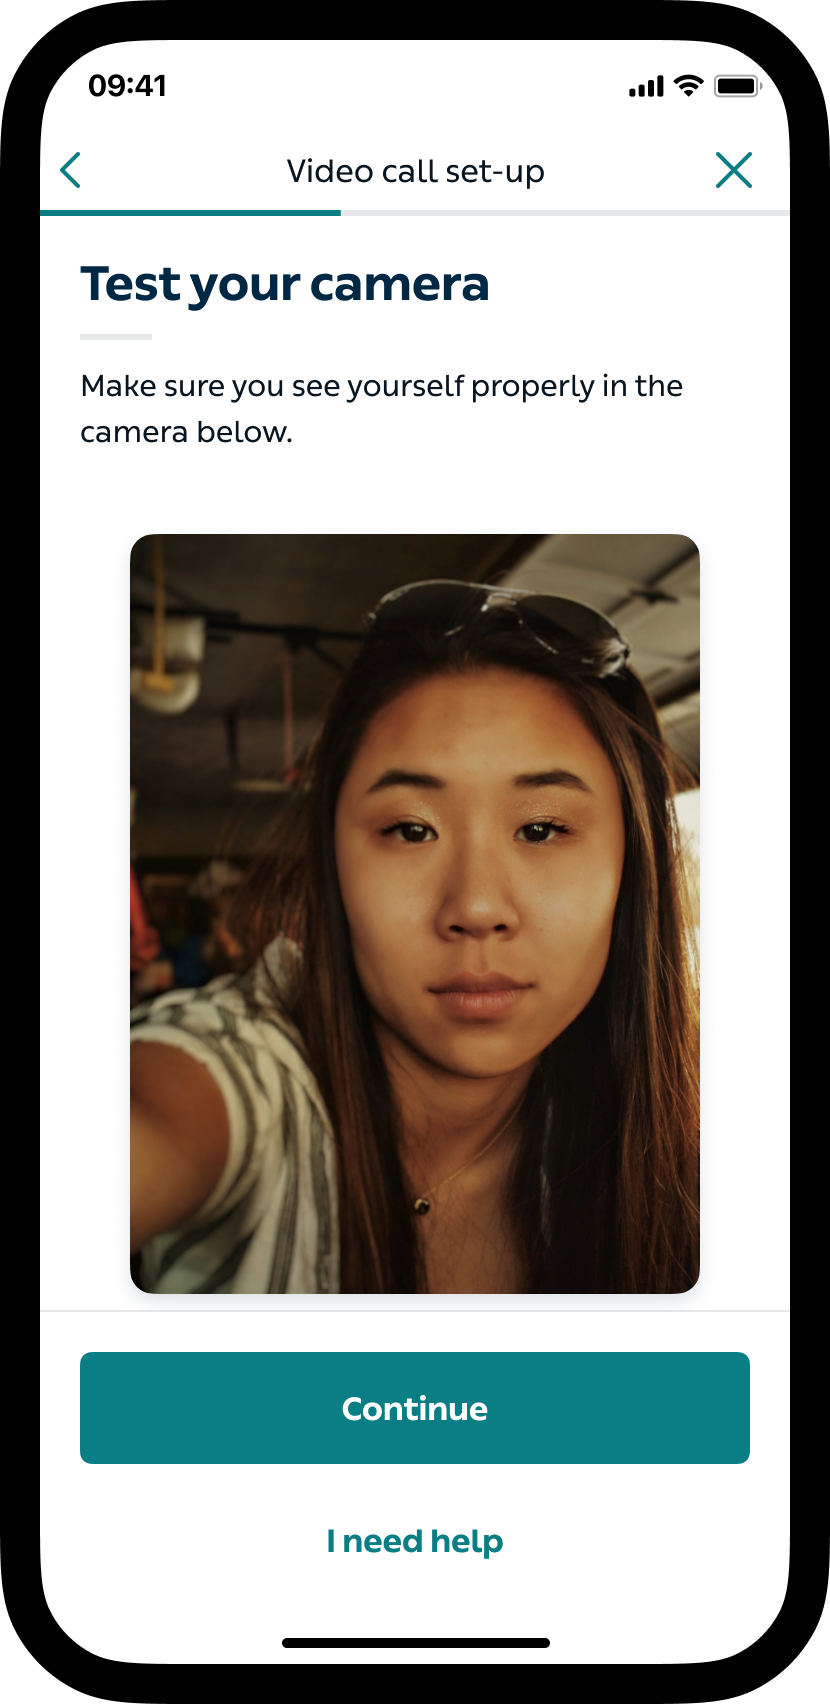 09:41
Video call set-up
Test your camera
Make sure you see yourself properly in the
camera below.
Continue
I need help